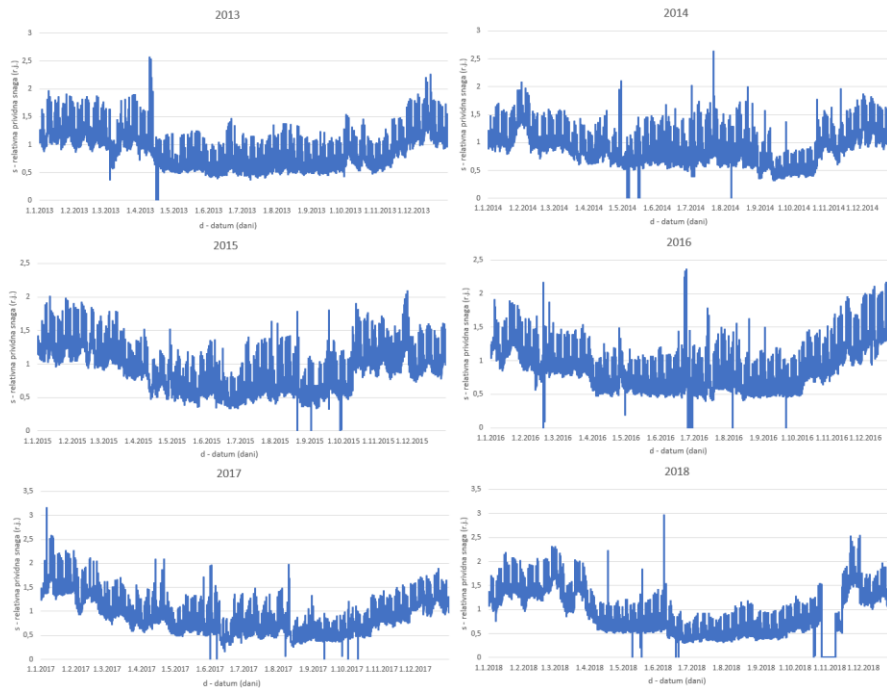 2013
3
2,5
2
1,5
1
0,5
0
s - relativna prividna snaga (r.j.)
1.1.2013 1.2.2013 1.3.2013 1.4.2013 1.5.2013 1.6.2013 1.7.2013 1.8.2013 1.9.2013 1.10.2013 1.11.2013 1.12.2013
d - datum (dani)
2014
3
2,5
2
1,5
1
0,5
0
s - relativna prividna snaga (r.j.)
1.1.2014 1.2.2014 1.3.2014 1.4.2014 1.5.2014 1.6.2014 1.7.2014 1.8.2014 1.9.2014 1.10.2014 1.11.2014 1.12.2014
d - datum (dani)
2015
2,5
2
1,5
1
0,5
0
s - relativna prividna snaga (r.j.)
1.1.2015 1.2.2015 1.3.2015 1.4.2015 1.5.2015 1.6.2015 1.7.2015 1.8.2015 1.9.2015 1.10.2015 1.11.2015 1.12.2015
d - datum (dani)
2016
2,5
2
1,5
1
0,5
0
s - relativna prividna snaga (r.j.)
1.1.2016 1.2.2016 1.3.2016 1.4.2016 1.5.2016 1.6.2016 1.7.2016 1.8.2016 1.9.2016 1.10.2016 1.11.2016 1.12.2016
d - datum (dani)
2017
3,5
3
2,5
2
1,5
1
0,5
0
s - relativna prividna snaga (r.j.)
1.1.2017 1.2.2017 1.3.2017 1.4.2017 1.5.2017 1.6.2017 1.7.2017 1.8.2017 1.9.2017 1.10.2017 1.11.2017 1.12.2017
d - datum (dani)
2018
3,5
3
2,5
2
1,5
1
0,5
0
s - relativna prividna snaga (r.j.)
1.1.2018 1.2.2018 1.3.2018 1.4.2018 1.5.2018 1.6.2018 1.7.2018 1.8.2018 1.9.2018 1.10.2018 1.11.2018 1.12.2018
d - datum (dani)